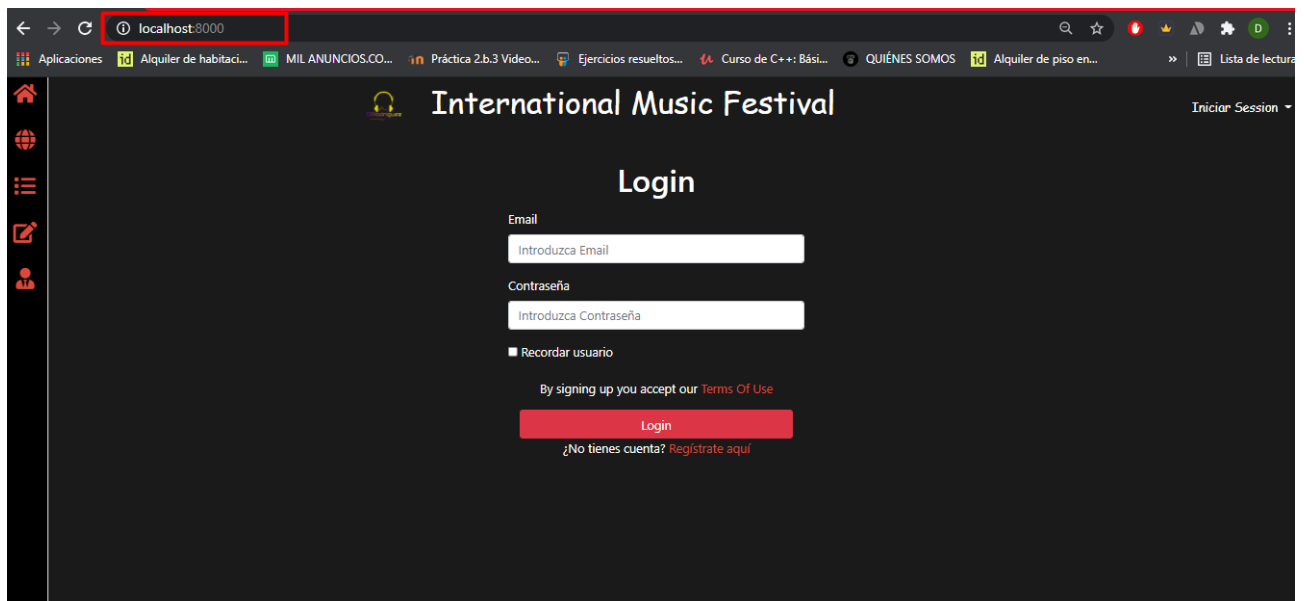 localhost:8000
Aplicaciones Alquiler de habitaci... MIL ANUNCIOS.CO... Práctica 2.b.3 Video... Ejercicios resueltos... Curso de C++: Bási... QUIÉNES SOMOS Alquiler de piso en... » Lista de lectura
International Music Festival
Iniciar Session
Login
Email
Introduzca Email
Contraseña
Introduzca Contraseña
Recordar usuario
By signing up you accept our Terms Of Use
Login
¿No tienes cuenta? Regístrate aquí